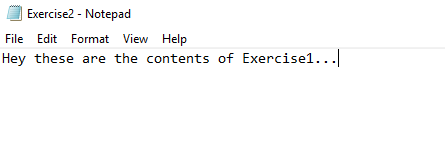 Exercise2 - Notepad
File Edit Format View Help
Hey these are the contents of Exercise1...